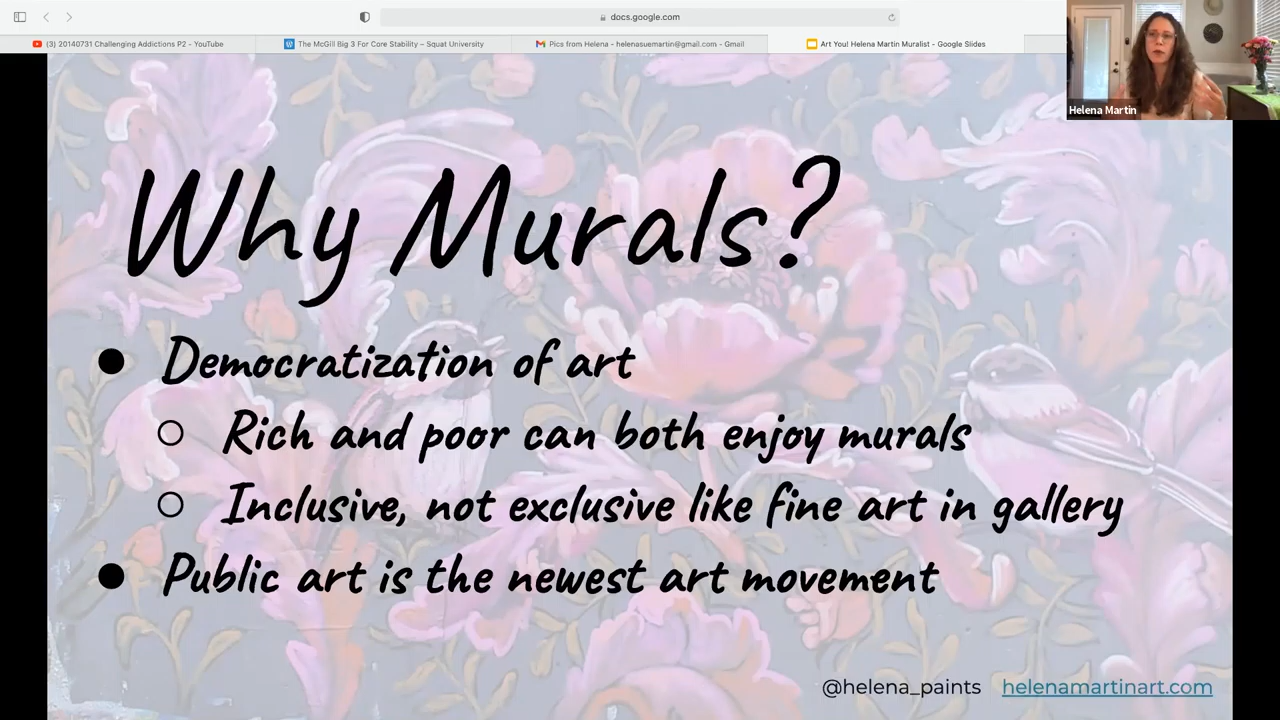 docs.google.com
(3) 20140731 Challenging Addictions P2 - YouTube
The McGill Big 3 For Core Stability – Squat University
Pics from Helena - helenasuemartin@gmail.com - Gmail
Art You! Helena Martin Muralist - Google Slides
Helena Martin
Why Murals?
● Democratization of art
○ Rich and poor can both enjoy murals
○ Inclusive, not exclusive like fine art in gallery
● Public art is the newest art movement
@helena_paints helenamartinart.com